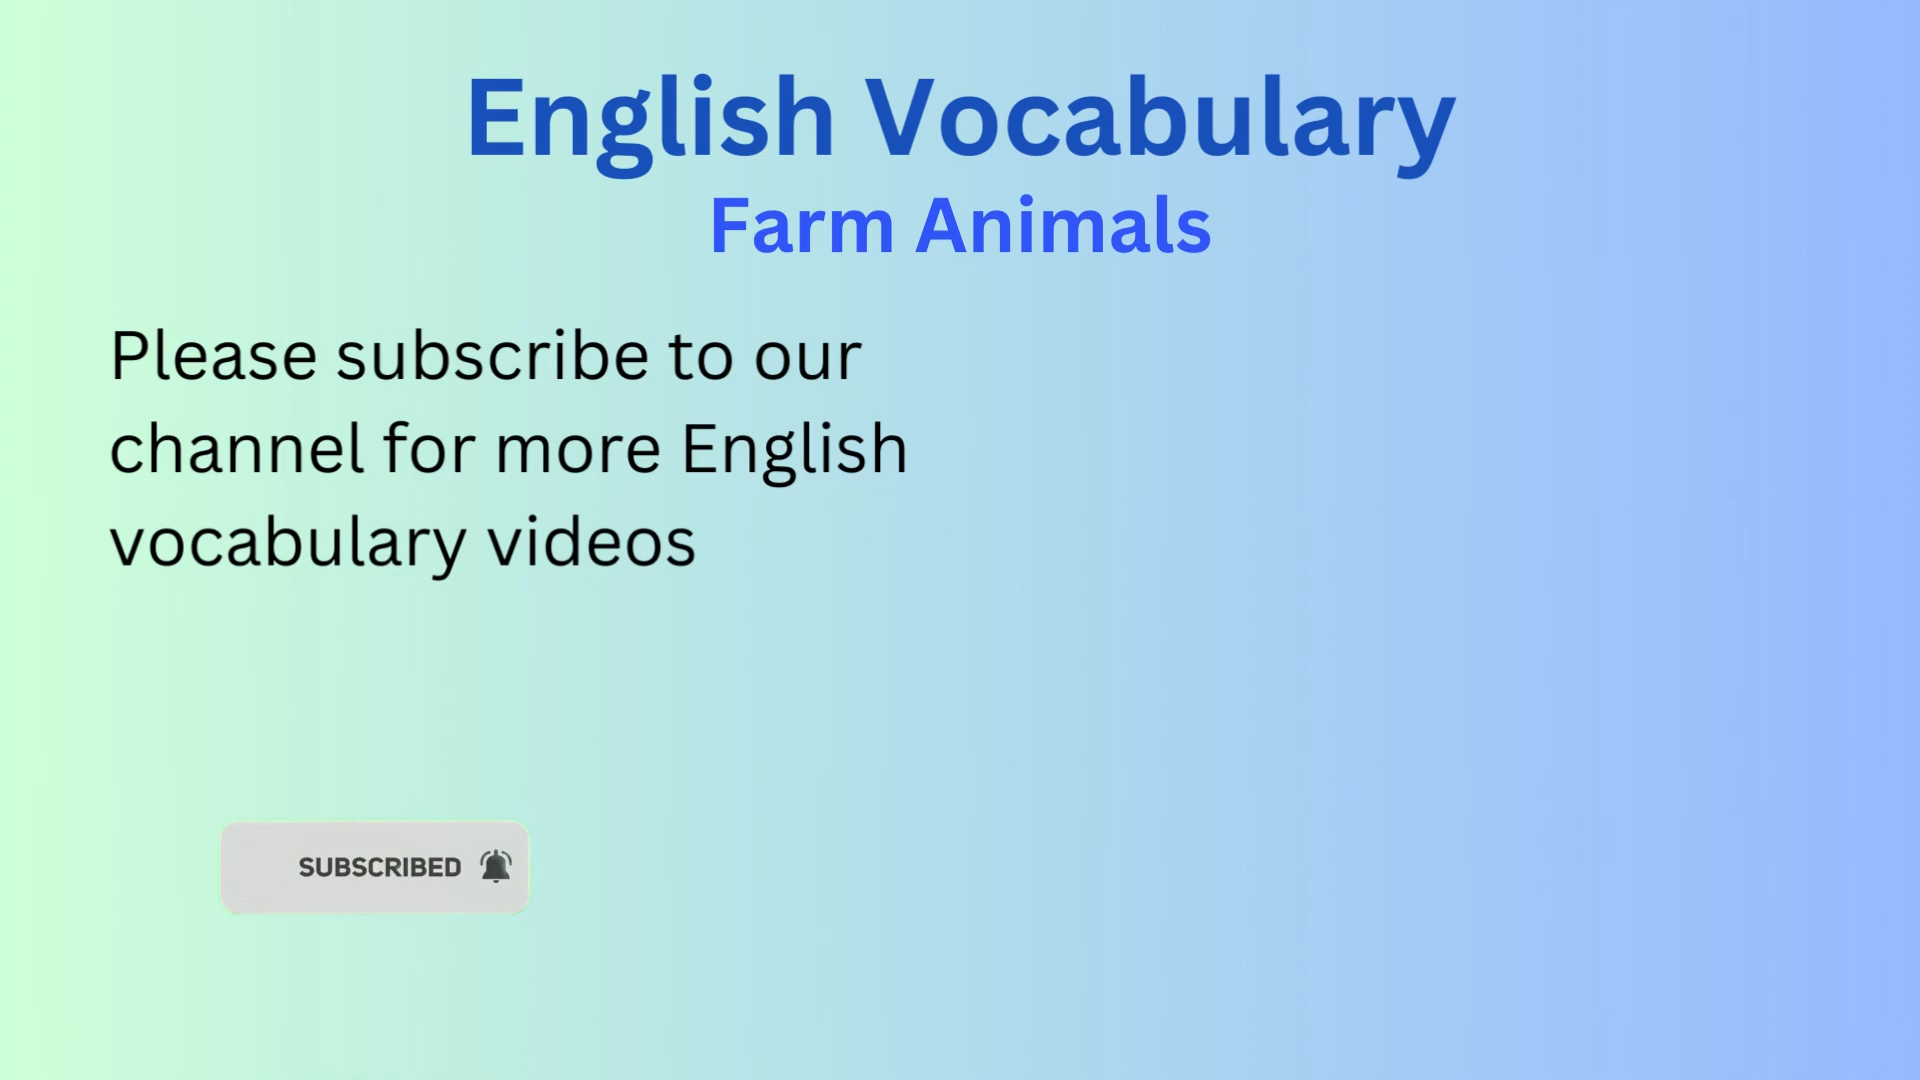 English Vocabulary
Farm Animals
Please subscribe to our
channel for more English
vocabulary videos
SUBSCRIBED